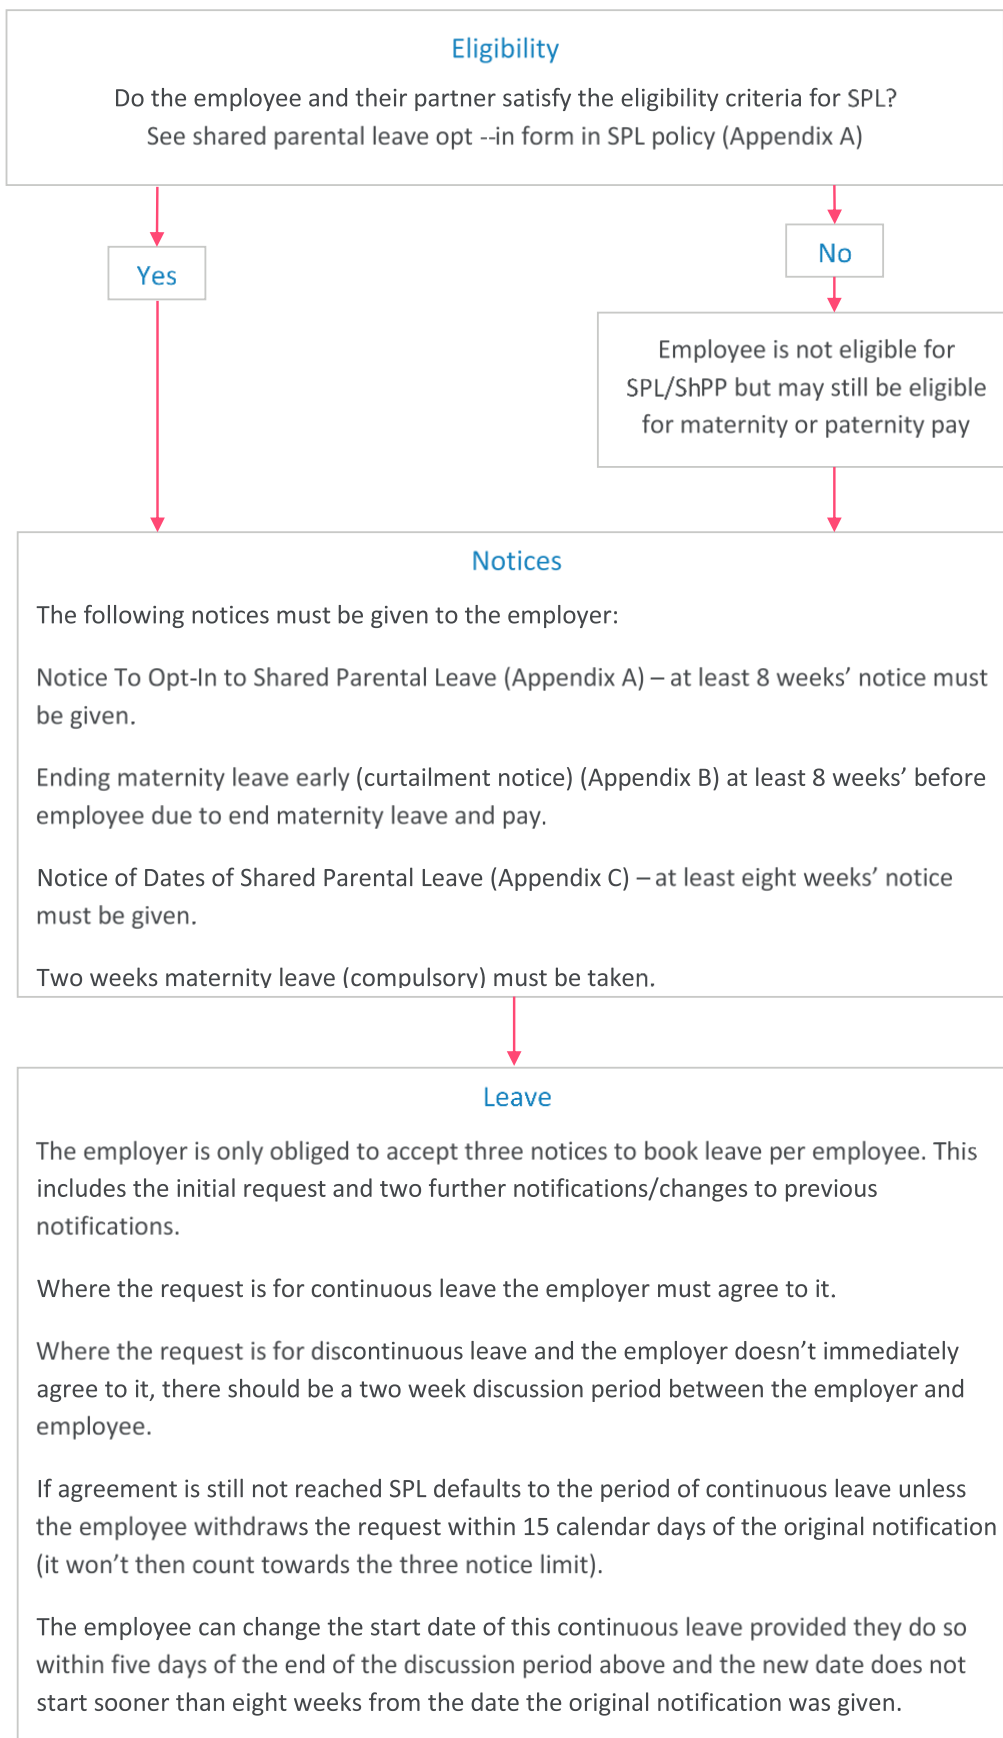 Eligibility
Do the employee and their partner satisfy the eligibility criteria for SPL?
See shared parental leave opt --in form in SPL policy (Appendix A)
Yes
No
Employee is not eligible for
SPL/ShPP but may still be eligible
for maternity or paternity pay
Notices
The following notices must be given to the employer:
Notice To Opt-In to Shared Parental Leave (Appendix A) – at least 8 weeks’ notice must
be given.
Ending maternity leave early (curtailment notice) (Appendix B) at least 8 weeks’ before
employee due to end maternity leave and pay.
Notice of Dates of Shared Parental Leave (Appendix C) – at least eight weeks’ notice
must be given.
Two weeks maternity leave (compulsory) must be taken.
Leave
The employer is only obliged to accept three notices to book leave per employee. This
includes the initial request and two further notifications/changes to previous
notifications.
Where the request is for continuous leave the employer must agree to it.
Where the request is for discontinuous leave and the employer doesn’t immediately
agree to it, there should be a two week discussion period between the employer and
employee.
If agreement is still not reached SPL defaults to the period of continuous leave unless
the employee withdraws the request within 15 calendar days of the original notification
(it won’t then count towards the three notice limit).
The employee can change the start date of this continuous leave provided they do so
within five days of the end of the discussion period above and the new date does not
start sooner than eight weeks from the date the original notification was given.